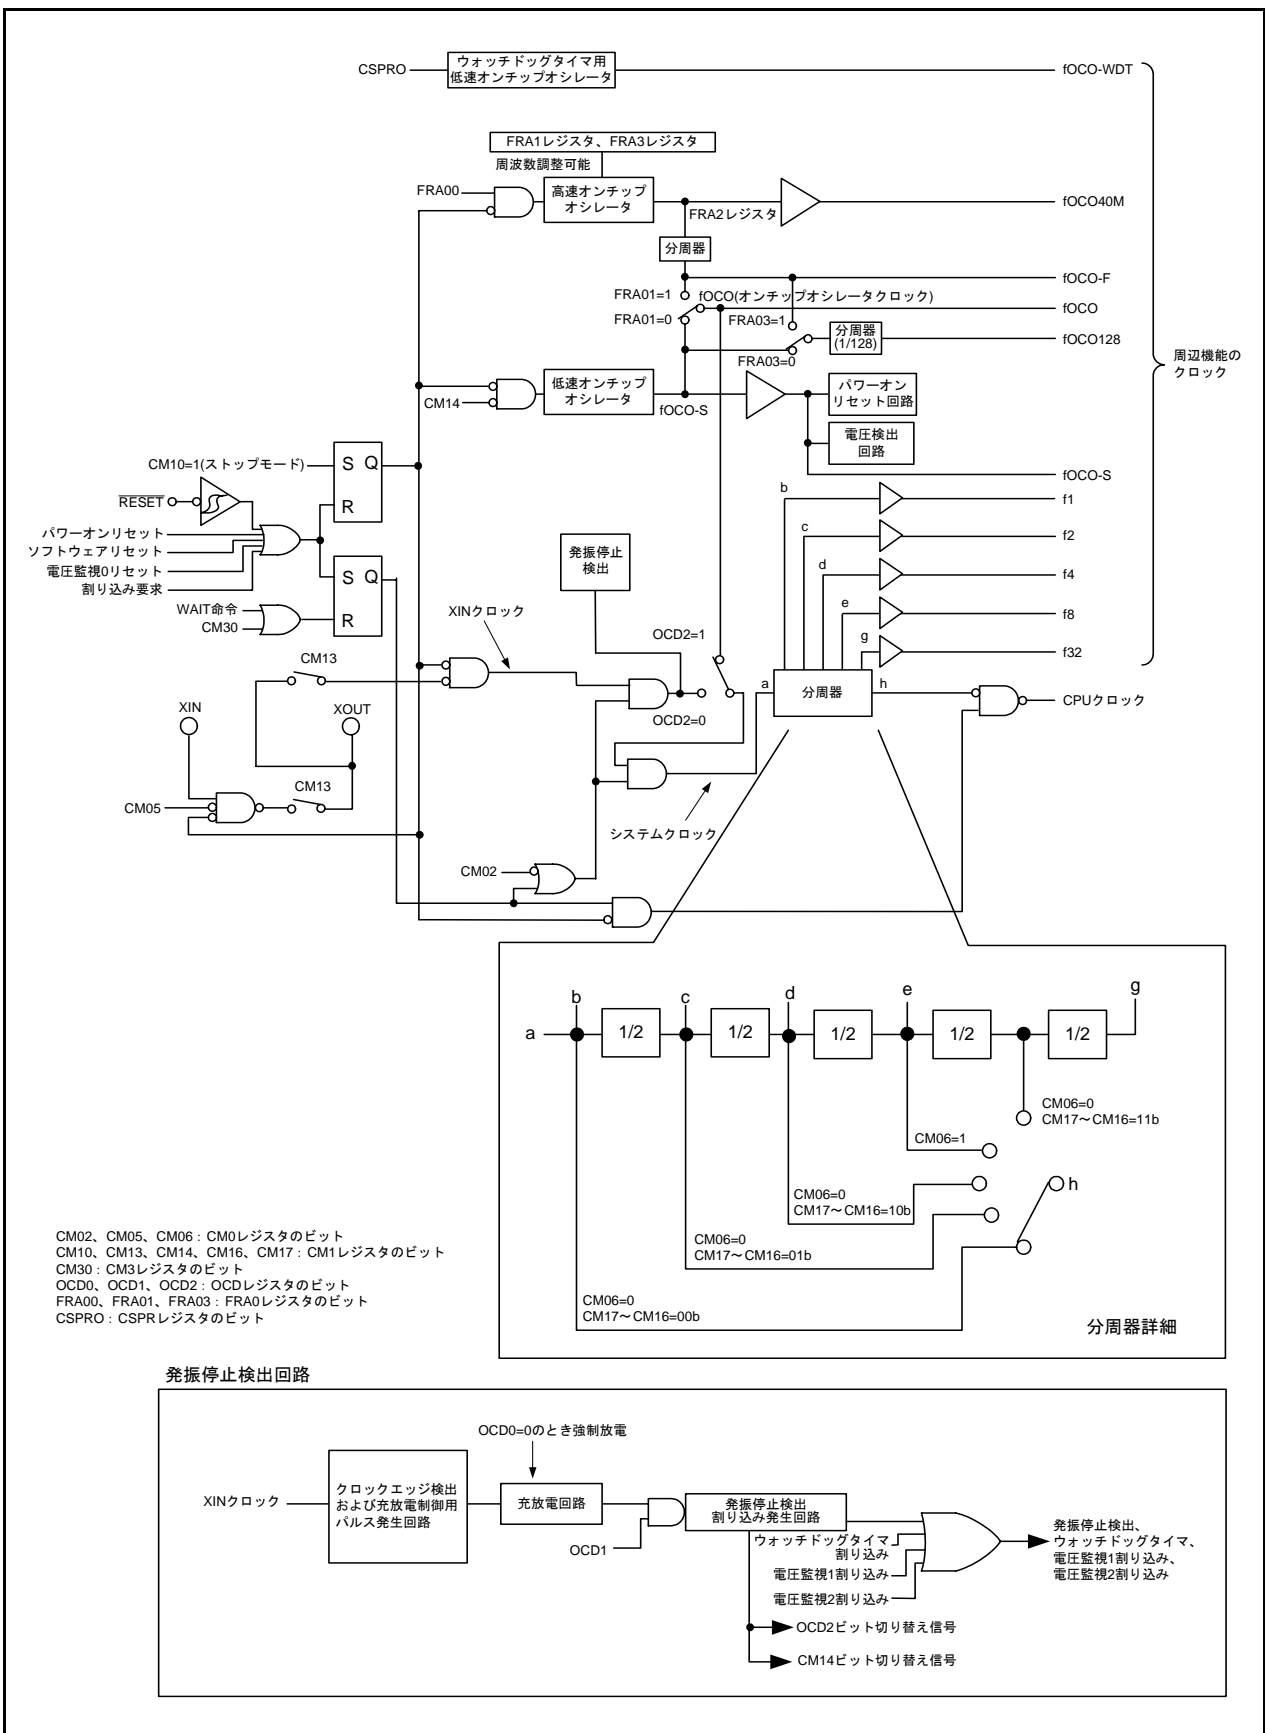 CSPRO
ウォッチドッグタイマ用
低速オンチップオシレータ
fOCO-WDT
FRA1レジスタ、FRA3レジスタ
周波数調整可能
FRA00
高速オンチップ
オシレータ
FRA2レジスタ
fOCO40M
分周器
fOCO-F
FRA01=1
fOCO(オンチップオシレータクロック)
fOCO
FRA01=0
FRA03=1
分周器
(1/128)
fOCO128
FRA03=0
周辺機能の
クロック
CM14
低速オンチップ
オシレータ
fOCO-S
パワーオン
リセット回路
電圧検出
回路
fOCO-S
CM10=1(ストップモード)
S Q
R
RESET
パワーオンリセット
ソフトウェアリセット
電圧監視0リセット
割り込み要求
S Q
R
WAIT命令
CM30
b
f1
c
f2
d
f4
e
f8
g
f32
発振停止
検出
XINクロック
OCD2=1
CM13
a
分周器
h
CPUクロック
OCD2=0
XIN
XOUT
CM13
CM05
システムクロック
CM02
b
c
d
e
g
a
1/2
1/2
1/2
1/2
1/2
CM06=0
CM17～CM16=11b
CM06=1
h
CM06=0
CM17～CM16=10b
CM06=0
CM17～CM16=01b
CM06=0
CM17～CM16=00b
分周器詳細
CM02、CM05、CM06 : CM0レジスタのビット
CM10、CM13、CM14、CM16、CM17 : CM1レジスタのビット
CM30 : CM3レジスタのビット
OCD0、OCD1、OCD2 : OCDレジスタのビット
FRA00、FRA01、FRA03 : FRA0レジスタのビット
CSPRO : CSPRレジスタのビット
発振停止検出回路
OCD0=0のとき強制放電
XINクロック
クロックエッジ検出
および充放電制御用
パルス発生回路
充放電回路
OCD1
発振停止検出
割り込み発生回路
ウォッチドッグタイマ
割り込み
電圧監視1割り込み
電圧監視2割り込み
発振停止検出、
ウォッチドッグタイマ、
電圧監視1割り込み、
電圧監視2割り込み
OCD2ビット切り替え信号
CM14ビット切り替え信号